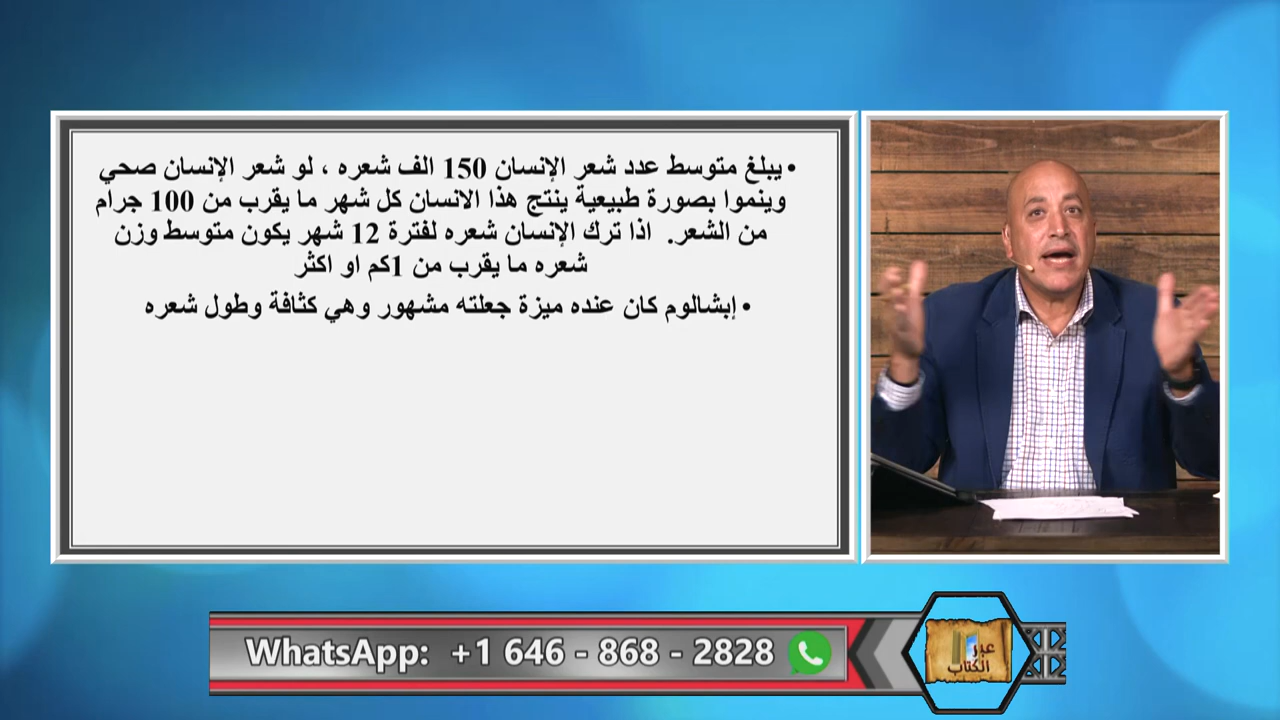 • يبلغ متوسط عدد شعر الإنسان 150 الف شعره ، لو شعر الإنسان صحي
وينموا بصورة طبيعية ينتج هذا الانسان كل شهر ما يقرب من 100 جرام
من الشعر. اذا ترك الإنسان شعره لفترة 12 شهر يكون متوسط وزن
شعره ما يقرب من 1كم او اكثر
• إبشالوم كان عنده ميزة جعلته مشهور وهي كثافة وطول شعره
WhatsApp: +1 646 - 868 - 2828
عبر
الكتاب